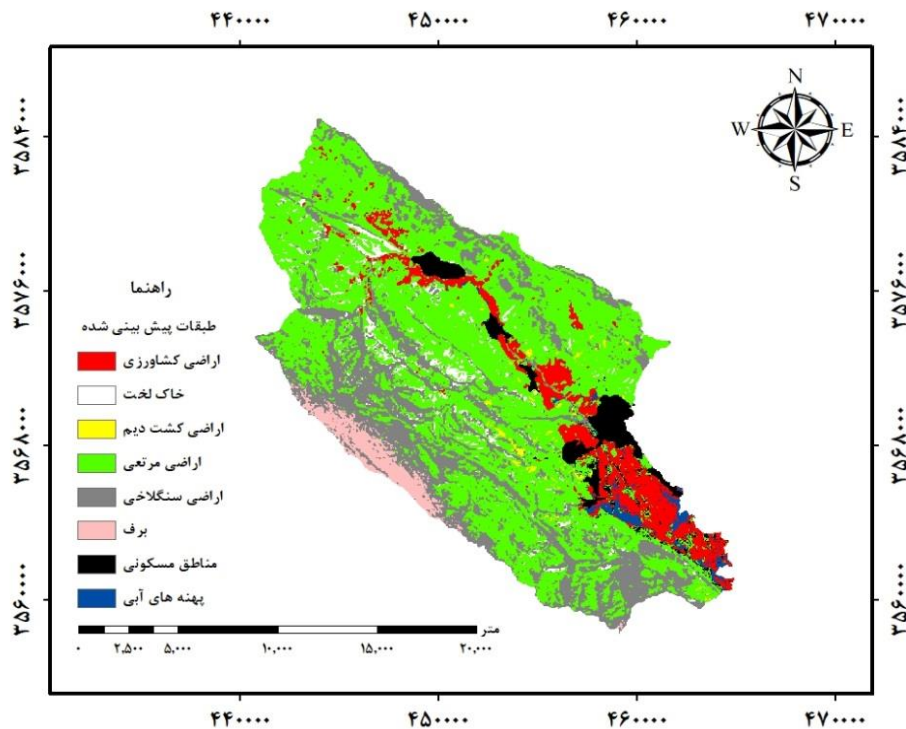 ۴۴۰۰۰۰ ۴۵۰۰۰۰ ۴۶۰۰۰۰ ۴۷۰۰۰۰
N
W E
S
۳۵۸۴۰۰۰ ۳۵۸۴۰۰۰
۳۵۷۶۰۰۰ ۳۵۷۶۰۰۰
۳۵۶۸۰۰۰ ۳۵۶۸۰۰۰
۳۵۶۰۰۰۰ ۳۵۶۰۰۰۰
راهنما
طبقات پیش بینی شده
اراضی کشاورزی
خاک لخت
اراضی کشت دیم
اراضی مرتعی
اراضی سنگلاخی
برف
مناطق مسکونی
پهنه های آبی
متر
۰ ۲,۵۰۰ ۵,۰۰۰ ۱۰,۰۰۰ ۱۵,۰۰۰ ۲۰,۰۰۰
۴۴۰۰۰۰ ۴۵۰۰۰۰ ۴۶۰۰۰۰ ۴۷۰۰۰۰